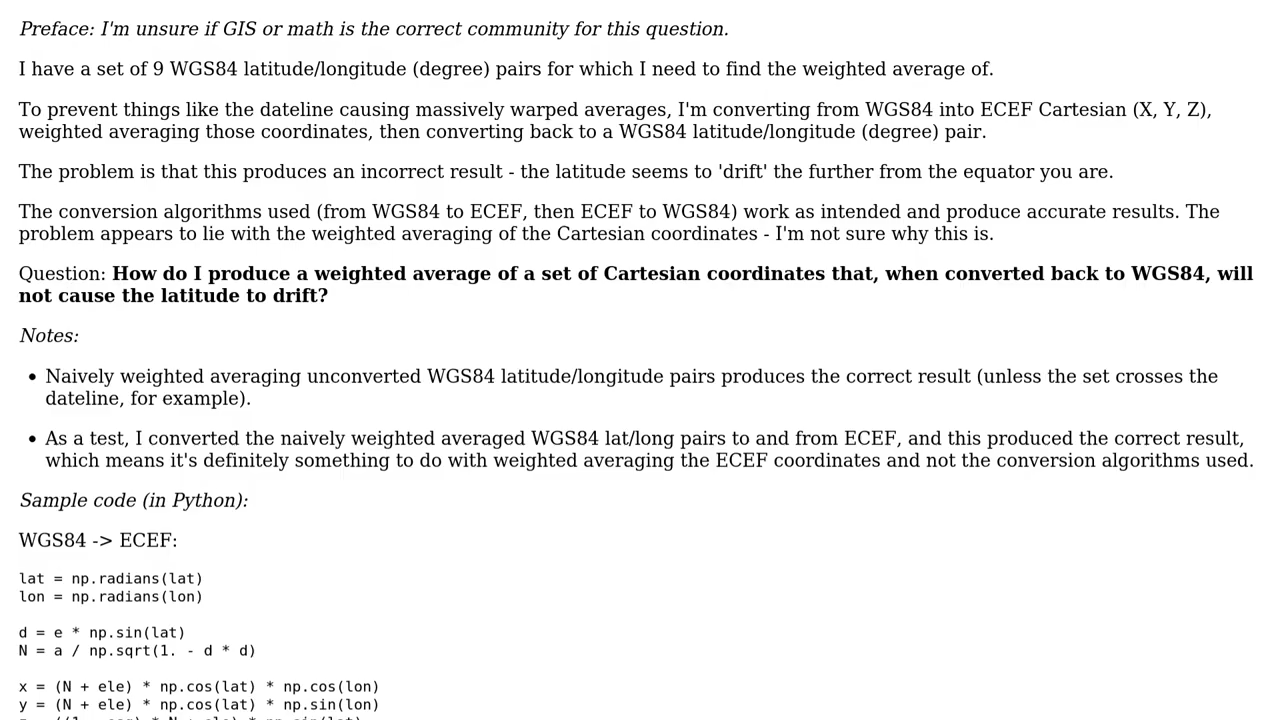 Preface: I'm unsure if GIS or math is the correct community for this question.
I have a set of 9 WGS84 latitude/longitude (degree) pairs for which I need to find the weighted average of.
To prevent things like the dateline causing massively warped averages, I'm converting from WGS84 into ECEF Cartesian (X, Y, Z),
weighted averaging those coordinates, then converting back to a WGS84 latitude/longitude (degree) pair.
The problem is that this produces an incorrect result - the latitude seems to 'drift' the further from the equator you are.
The conversion algorithms used (from WGS84 to ECEF, then ECEF to WGS84) work as intended and produce accurate results. The
problem appears to lie with the weighted averaging of the Cartesian coordinates - I'm not sure why this is.
Question: How do I produce a weighted average of a set of Cartesian coordinates that, when converted back to WGS84, will
not cause the latitude to drift?
Notes:
• Naively weighted averaging unconverted WGS84 latitude/longitude pairs produces the correct result (unless the set crosses the
dateline, for example).
• As a test, I converted the naively weighted averaged WGS84 lat/long pairs to and from ECEF, and this produced the correct result,
which means it's definitely something to do with weighted averaging the ECEF coordinates and not the conversion algorithms used.
Sample code (in Python):
WGS84 -> ECEF:
lat = np.radians(lat)
lon = np.radians(lon)
d = e * np.sin(lat)
N = a / np.sqrt(1. - d * d)
x = (N + ele) * np.cos(lat) * np.cos(lon)
y = (N + ele) * np.cos(lat) * np.sin(lon)